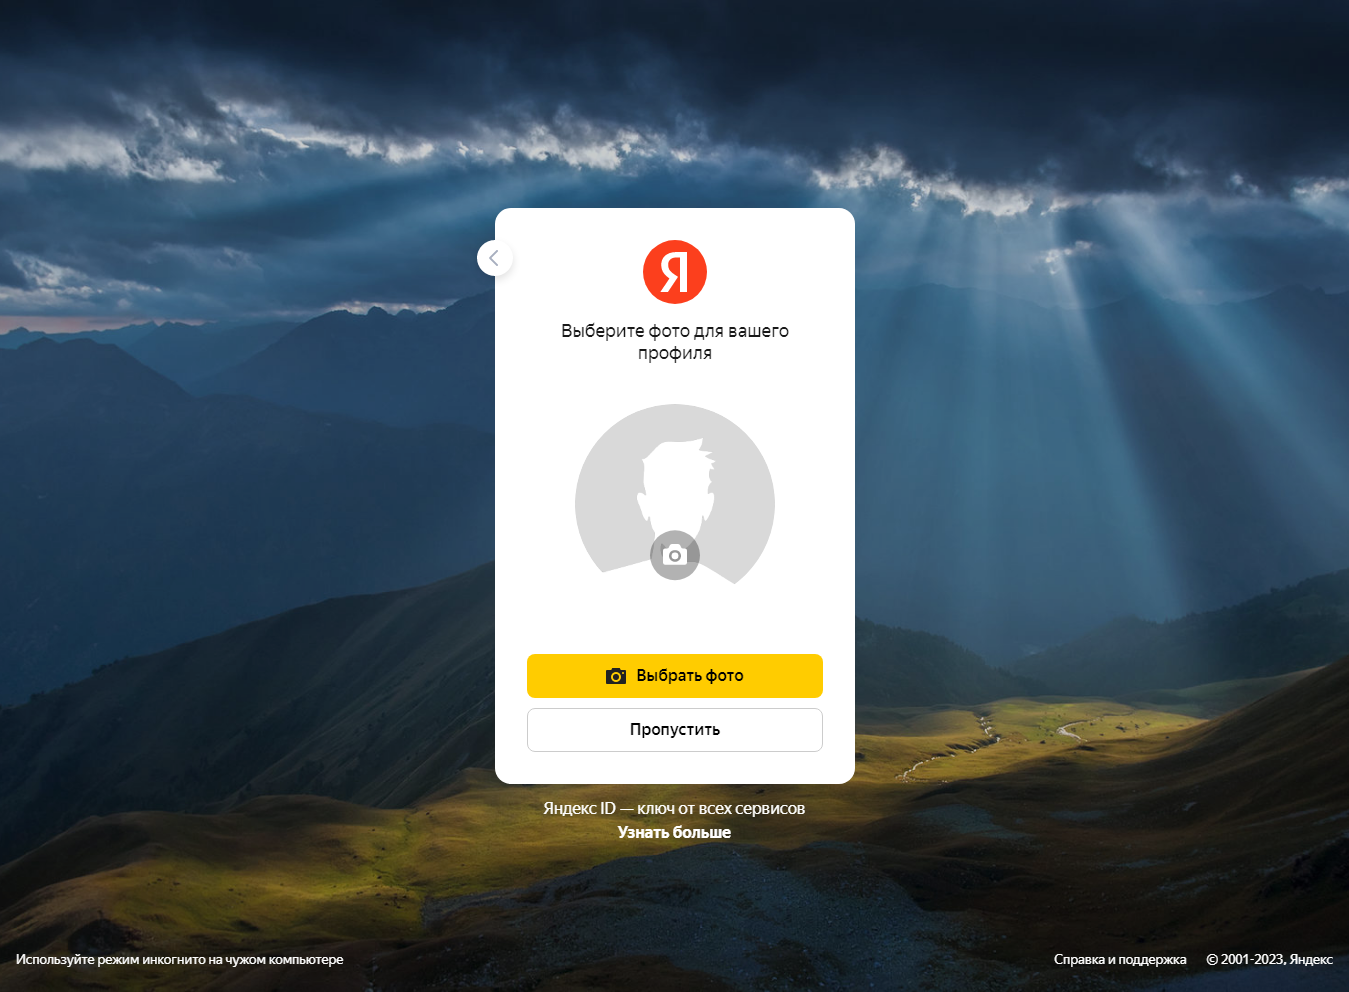 Я
Выберите фото для вашего
профиля
Выбрать фото
Пропустить
Яндекс ID — ключ от всех сервисов
Узнать больше
Используйте режим инкогнито на чужом компьютере
Справка и поддержка
© 2001-2023, Яндекс